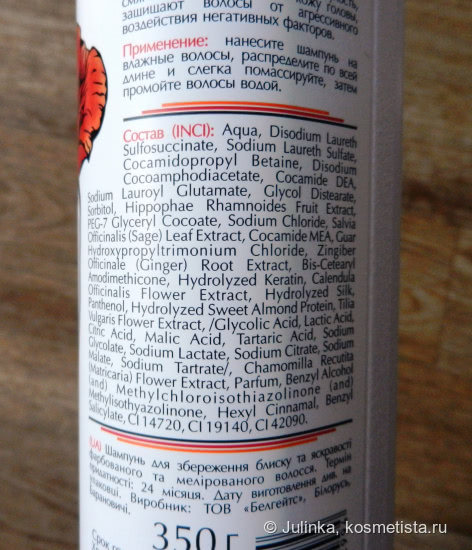 кожу головы,
защищают волосы от агрессивного
воздействия негативных факторов.
Применение: нанесите шампунь на
влажные волосы, распределите по всей
длине и слегка помассируйте, затем
промойте волосы водой.
Состав (INCI): Aqua, Disodium Laureth
Sulfosuccinate, Sodium Laureth Sulfate,
Cocamidopropyl Betaine, Disodium
Cocoamphodiacetate, Cocamide DEA,
Sodium Lauroyl Glutamate, Glycol Distearate,
Sorbitol, Hippophae Rhamnoides Fruit Extract,
PEG-7 Glyceryl Cocoate, Sodium Chloride, Salvia
Officinalis (Sage) Leaf Extract, Cocamide MEA, Guar
Hydroxypropyltrimonium Chloride, Zingiber
Officinale (Ginger) Root Extract, Bis-Cetearyl
Amodimethicone, Hydrolyzed Keratin, Calendula
Officinalis Flower Extract, Hydrolyzed Silk,
Panthenol, Hydrolyzed Sweet Almond Protein, Tilia
Vulgaris Flower Extract, /Glycolic Acid, Lactic Acid,
Citric Acid, Malic Acid, Tartaric Acid, Sodium
Glycolate, Sodium Lactate, Sodium Citrate, Sodium
Malate, Sodium Tartrate/, Chamomilla Recutita
(Matricaria) Flower Extract, Parfum, Benzyl Alcohol
(and) Methylchloroisothiazolinone (and)
Methylisothyazolinone, Hexyl Cinnamal, Benzyl
Salicylate, CI 14720, CI 19140, CI 42090.
(UA) Шампунь для збереження блиску та яскравості
фарбованого та мелірованого волосся. Термін
придатності: 24 місяця. Дату виготовлення див. на
упаковці. Виробник: ТОВ «Белгейтс», Білорусь,
Баранович.
350 г
Срок
© Julinka, kosmetista.ru